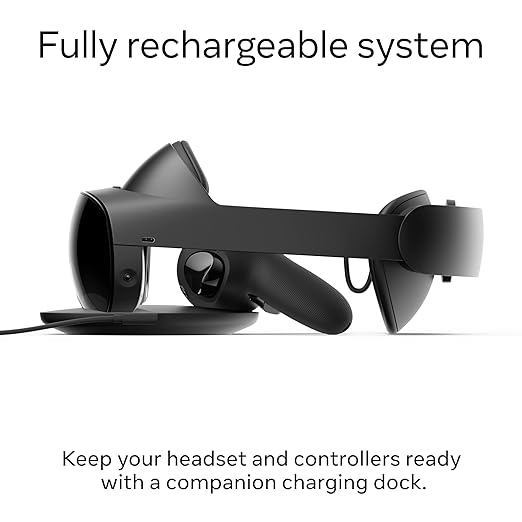 Fully rechargeable system
Keep your headset and controllers ready
with a companion charging dock.